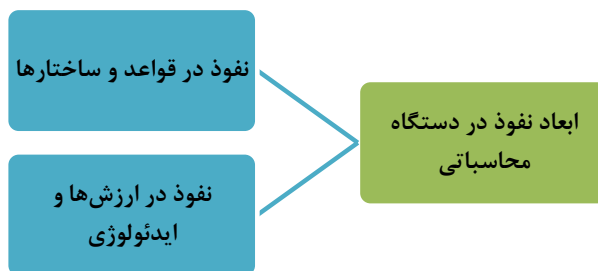 ابعاد نفوذ در دستگاه
محاسباتی
نفوذ در قواعد و ساختارها
نفوذ در ارزش‌ها و
ایدئولوژی